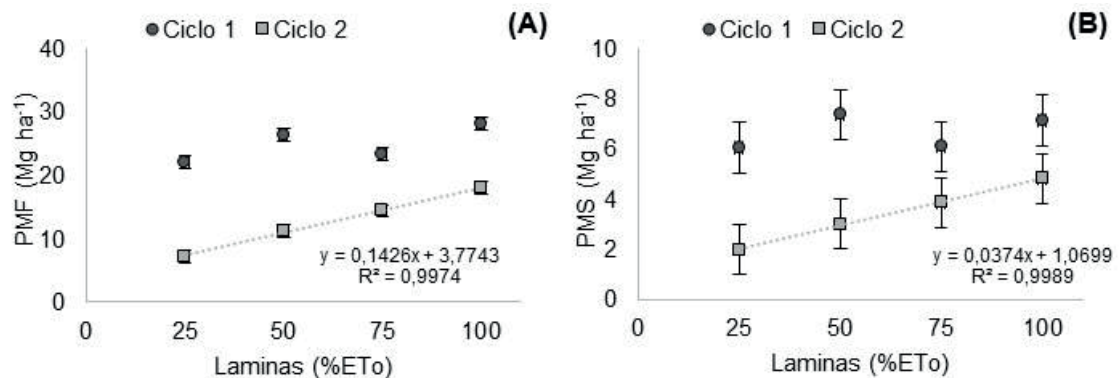 Ciclo 1 Ciclo 2 (A)
40
30
20
10
0
PMF (Mg ha⁻¹)
y = 0,1426x + 3,7743
R² = 0,9974
0 25 50 75 100
Laminas (%ETo)
Ciclo 1 Ciclo 2 (B)
10
8
6
4
2
0
PMS (Mg ha⁻¹)
y = 0,0374x + 1,0699
R² = 0,9989
0 25 50 75 100
Laminas (%ETo)